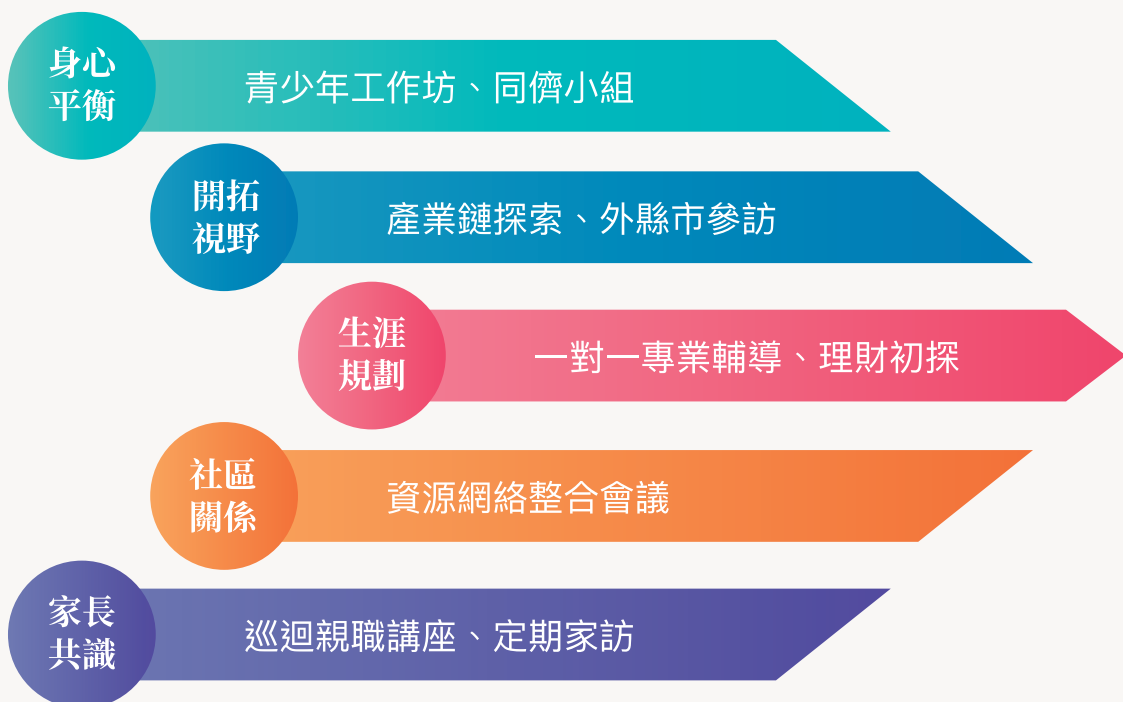 身心
平衡
青少年工作坊、同儕小組
開拓
視野
產業鏈探索、外縣市參訪
生涯
規劃
一對一專業輔導、理財初探
社區
關係
資源網絡整合會議
家長
共識
巡迴親職講座、定期家訪